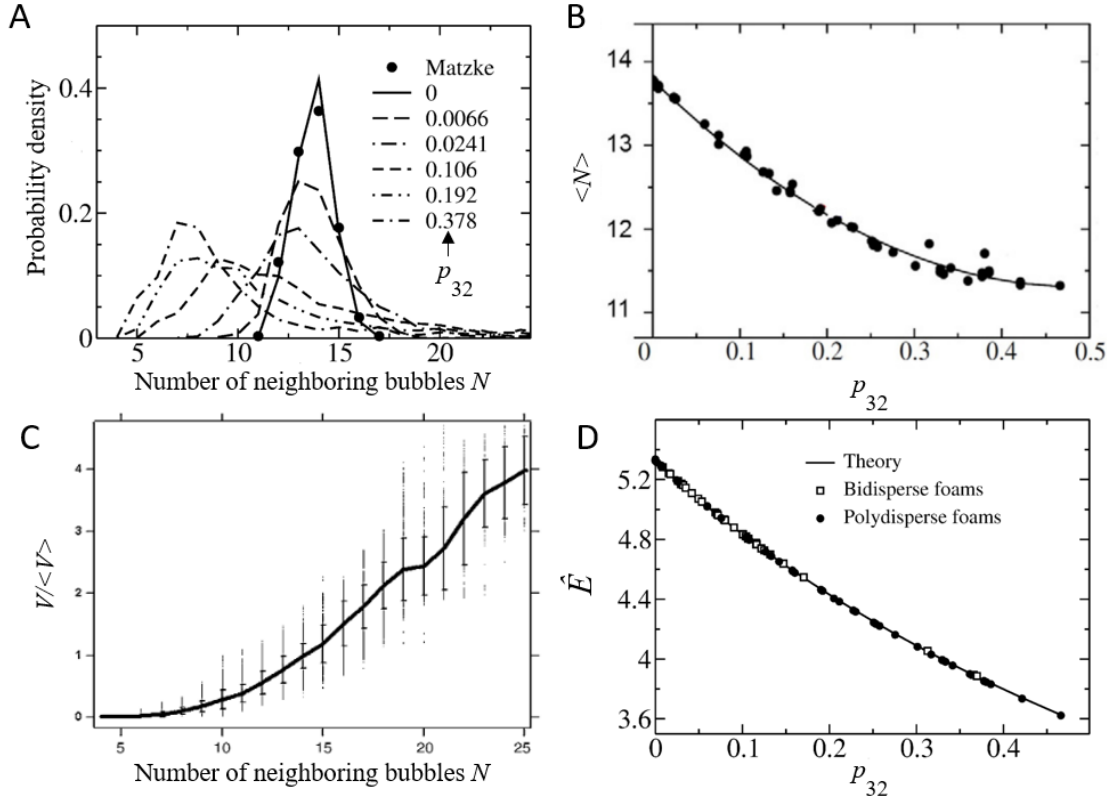 A
Probability density
0.4
0.2
0
5
10
15
20
Number of neighboring bubbles N
Matzke
0
0.0066
0.0241
0.106
0.192
0.378
p32
B
<N>
14
13
12
11
0
0.1
0.2
0.3
0.4
0.5
p32
C
V/<V>
4
3
2
1
0
5
10
15
20
25
Number of neighboring bubbles N
D
Ê
5.2
4.8
4.4
4
3.6
Theory
Bidisperse foams
Polydisperse foams
0
0.1
0.2
0.3
0.4
p32